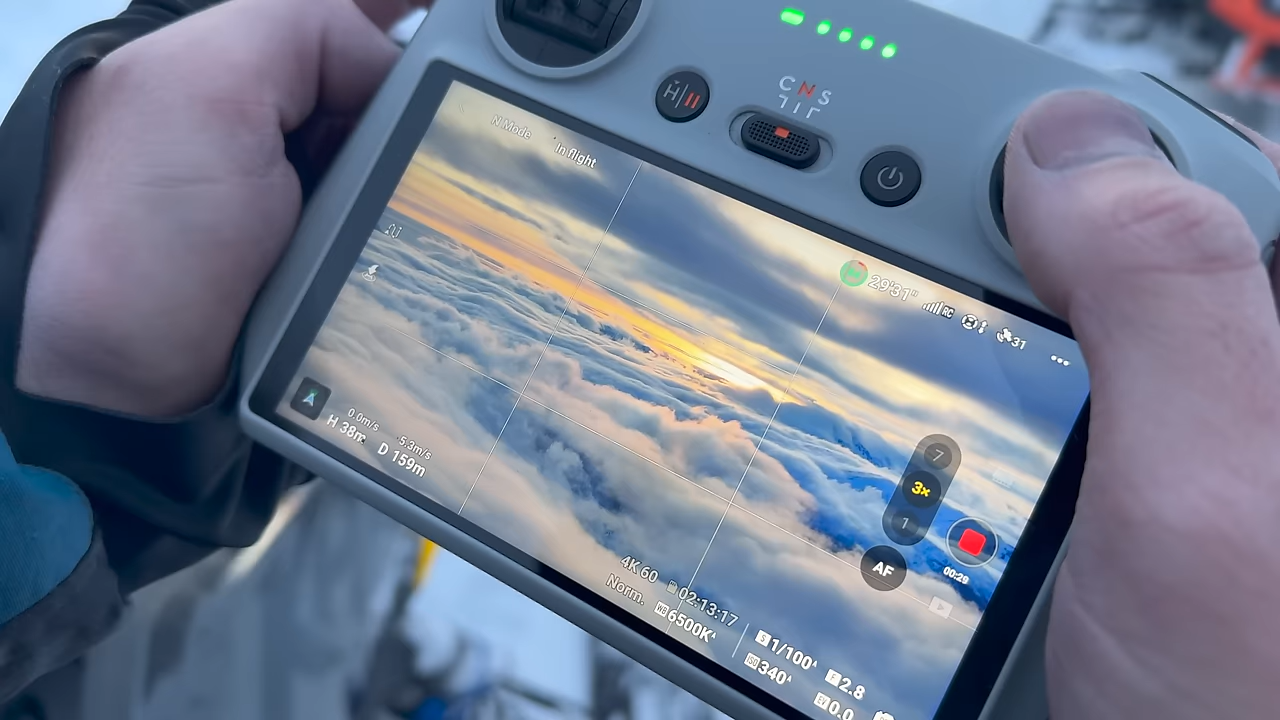 H
C N S
N Mode
In flight
29'31"
RC
31
0.0m/s
5.3m/s
H 38m
D 159m
7
3×
1
AF
00:29
4K 60
02:13:17
Norm.
WB 6500K A
S 1/100 A
F 2.8
ISO 340 A
EV 0.0